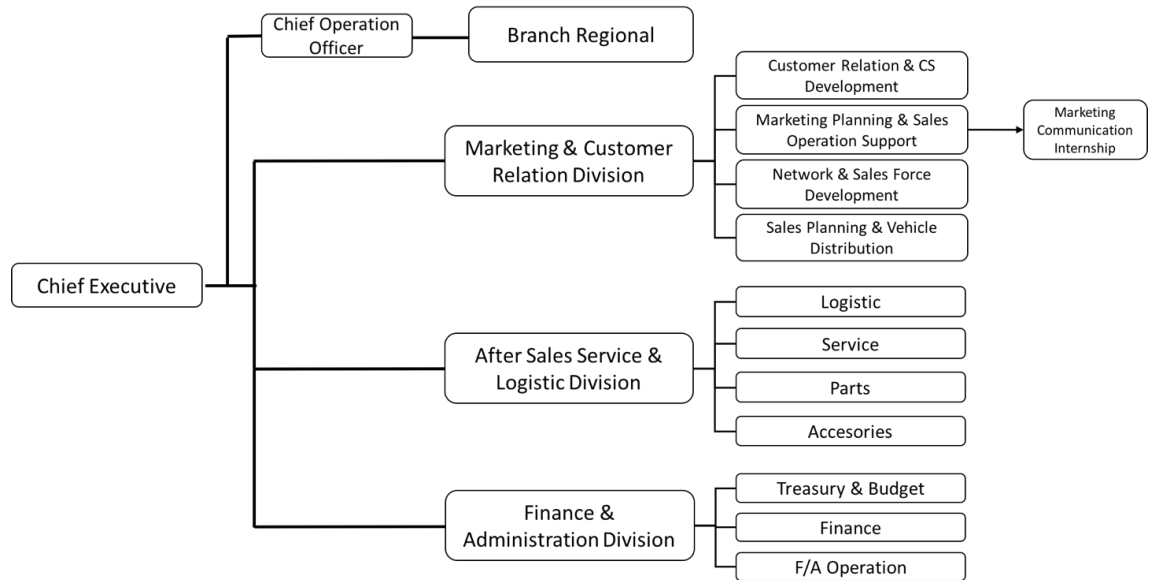 Chief Operation
Officer
Branch Regional
Customer Relation & CS
Development
Marketing Planning & Sales
Operation Support
Marketing
Communication
Internship
Marketing & Customer
Relation Division
Network & Sales Force
Development
Sales Planning & Vehicle
Distribution
Chief Executive
Logistic
Service
After Sales Service &
Logistic Division
Parts
Accesories
Treasury & Budget
Finance &
Administration Division
Finance
F/A Operation